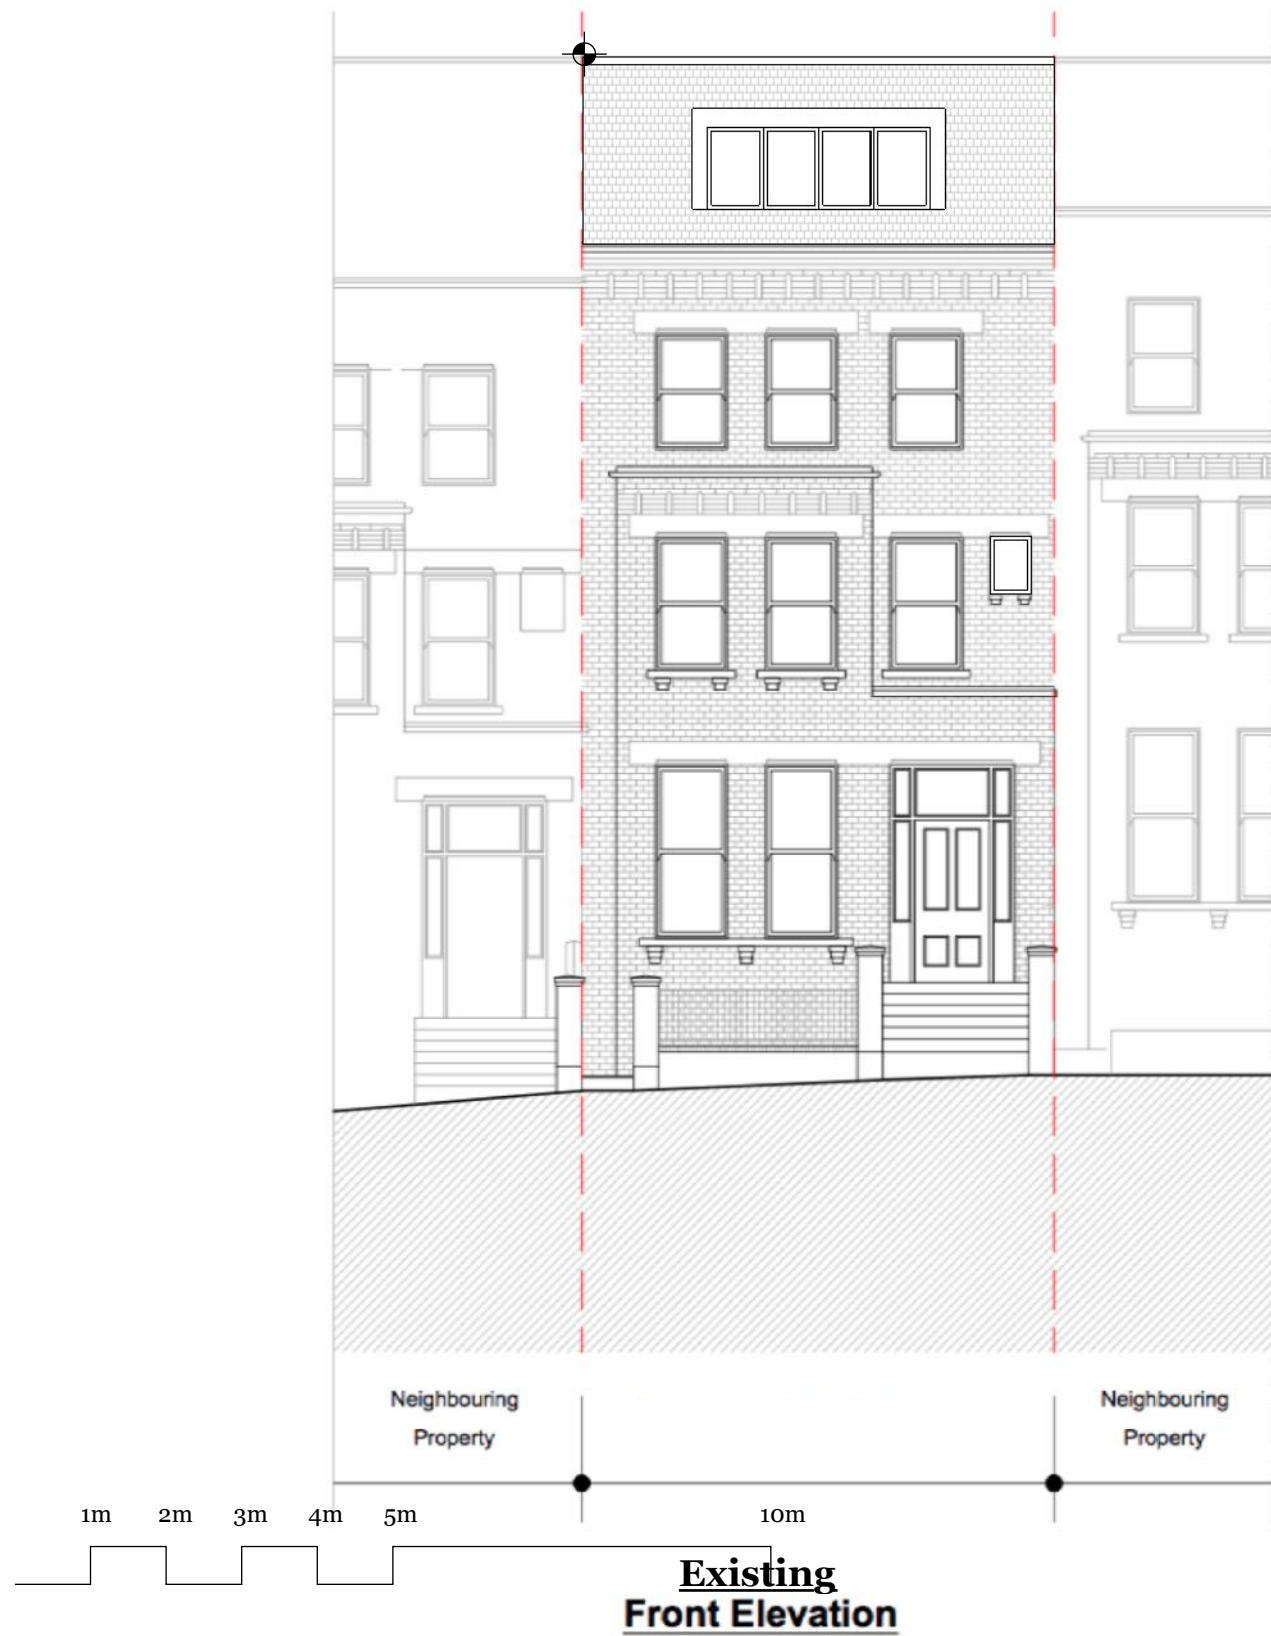 Neighbouring
Property
Neighbouring
Property
1m 2m 3m 4m 5m 10m
Existing
Front Elevation